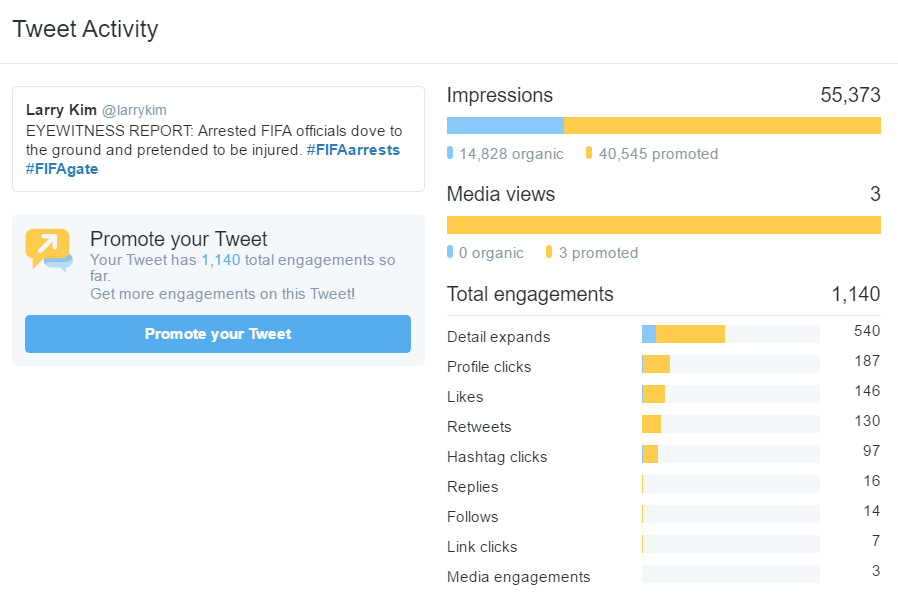 Tweet Activity
Larry Kim @larrykim
EYEWITNESS REPORT: Arrested FIFA officials dove to
the ground and pretended to be injured. #FIFAarrests
#FIFAgate
Promote your Tweet
Your Tweet has 1,140 total engagements so
far.
Get more engagements on this Tweet!
Promote your Tweet
Impressions 55,373
14,828 organic 40,545 promoted
Media views 3
0 organic 3 promoted
Total engagements 1,140
Detail expands 540
Profile clicks 187
Likes 146
Retweets 130
Hashtag clicks 97
Replies 16
Follows 14
Link clicks 7
Media engagements 3